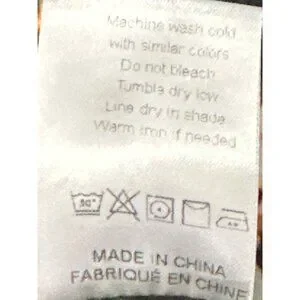 Machine wash cold
with similar colors
Do not bleach
Tumble dry low
Line dry in shade
Warm iron if needed
30°
MADE IN CHINA
FABRIQUÉ EN CHINE